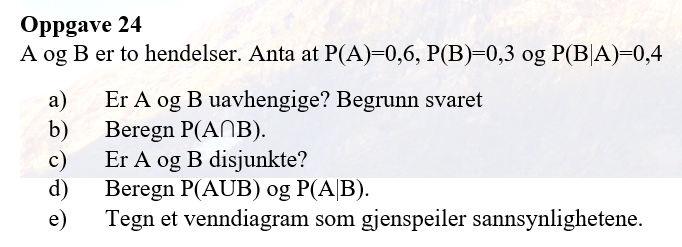 Oppgave 24
A og B er to hendelser. Anta at P(A)=0,6, P(B)=0,3 og P(B|A)=0,4
a) Er A og B uavhengige? Begrunn svaret
b) Beregn P(A∩B).
c) Er A og B disjunkte?
d) Beregn P(AUB) og P(A|B).
e) Tegn et venndiagram som gjenspeiler sannsynlighetene.